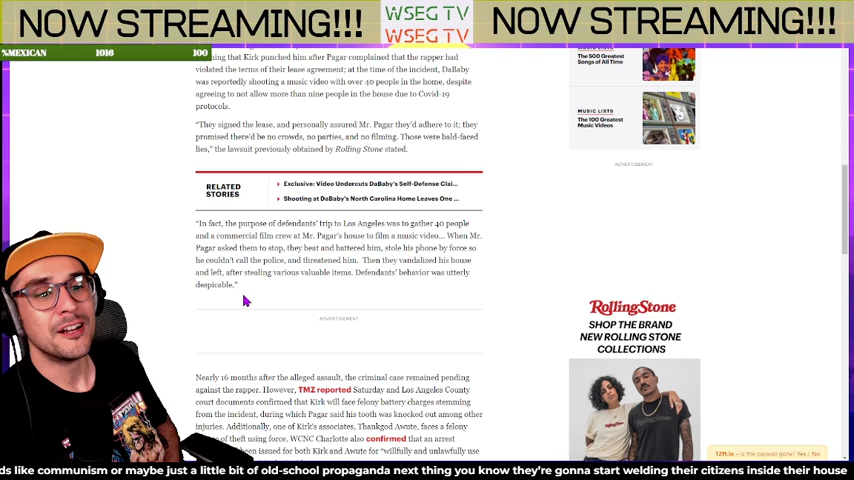 NOW STREAMING!!!
WSEG TV
WSEG TV
NOW STREAMING!!!
%MEXICAN 1016 100
that Kirk punched him after Pagar complained that the rapper had
violated the terms of their lease agreement; at the time of the incident, DaBaby
was reportedly shooting a music video with over 40 people in the home, despite
agreeing to not allow more than nine people in the house due to Covid-19
protocols.
“They signed the lease, and personally assured Mr. Pagar they’d adhere to it; they
promised there’d be no crowds, no parties, and no filming. Those were bald-faced
lies,” the lawsuit previously obtained by Rolling Stone stated.
RELATED
STORIES
Exclusive: Video Undercuts DaBaby's Self-Defense Clai...
Shooting at DaBaby's North Carolina Home Leaves One ...
“In fact, the purpose of defendants’ trip to Los Angeles was to gather 40 people
and a commercial film crew at Mr. Pagar’s house to film a music video... When Mr.
Pagar asked them to stop, they beat and battered him, stole his phone by force so
he couldn’t call the police, and threatened him. Then they vandalized his house
and left, after stealing various valuable items. Defendants’ behavior was utterly
despicable.”
ADVERTISEMENT
Nearly 16 months after the alleged assault, the criminal case remained pending
against the rapper. However, TMZ reported Saturday and Los Angeles County
court documents confirmed that Kirk will face felony battery charges stemming
from the incident, during which Pagar said his tooth was knocked out among other
injuries. Additionally, one of Kirk’s associates, Thankgod Awute, faces a felony
of theft using force. WCNC Charlotte also confirmed that an arrest
been issued for both Kirk and Awute for “willfully and unlawfully use
MUSIC LISTS
The 500 Greatest
Songs of All Time
MUSIC LISTS
The 100 Greatest
Music Videos
ADVERTISEMENT
RollingStone
SHOP THE BRAND
NEW ROLLING STONE
COLLECTIONS
12ft.io – is the paywall gone? Yes / No
ds like communism or maybe just a little bit of old-school propaganda next thing you know they're gonna start welding their citizens inside their house